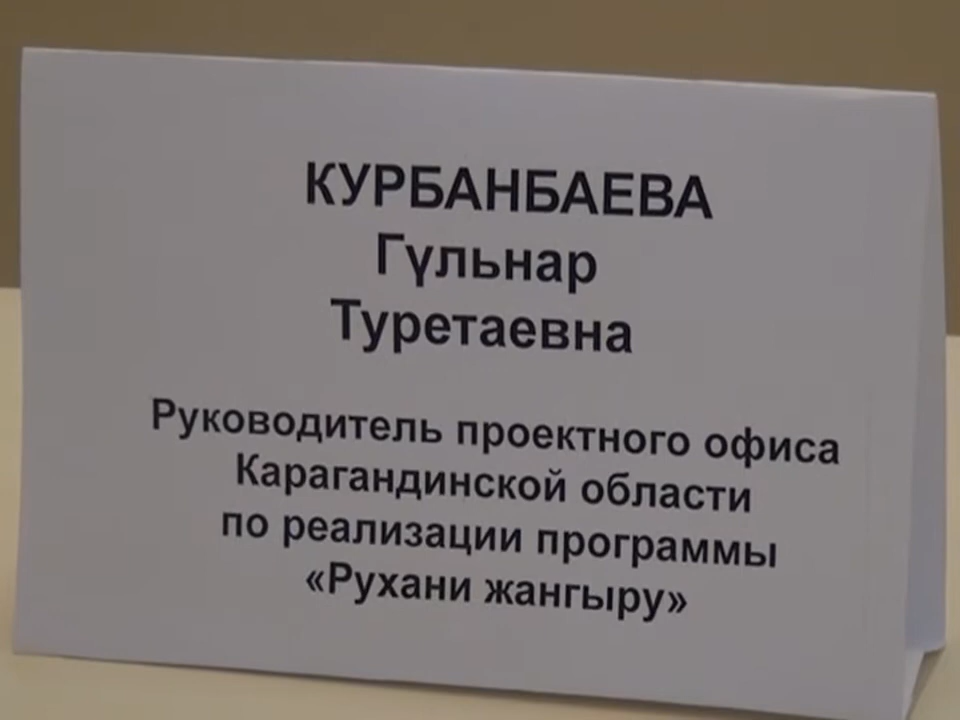 КУРБАНБАЕВА
Гүльнар
Туретаевна
Руководитель проектного офиса
Карагандинской области
по реализации программы
«Рухани жангыру»